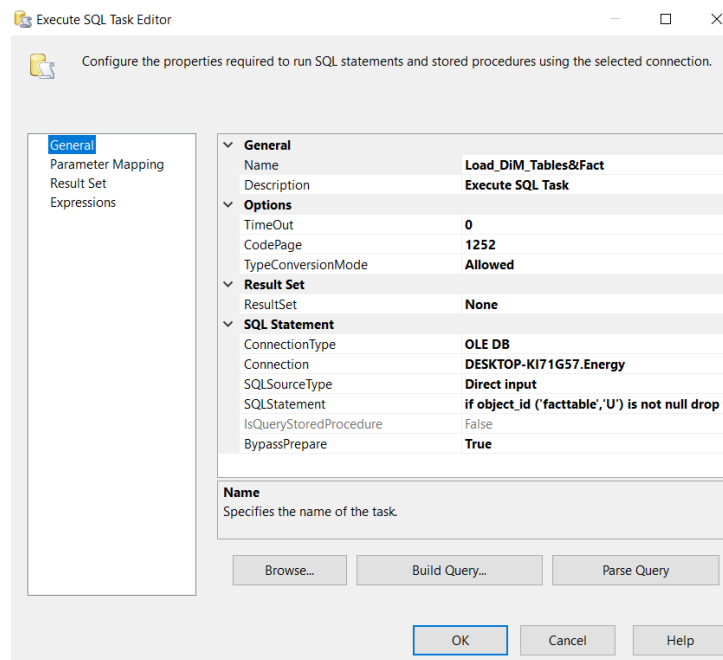 Execute SQL Task Editor
Configure the properties required to run SQL statements and stored procedures using the selected connection.
General
Parameter Mapping
Result Set
Expressions
General
Name Load_DiM_Tables&Fact
Description Execute SQL Task
Options
TimeOut 0
CodePage 1252
TypeConversionMode Allowed
Result Set
ResultSet None
SQL Statement
ConnectionType OLE DB
Connection DESKTOP-KI71G57.Energy
SQLSourceType Direct input
SQLStatement if object_id ('facttable','U') is not null drop
IsQueryStoredProcedure False
BypassPrepare True
Name
Specifies the name of the task.
Browse... Build Query... Parse Query
OK Cancel Help